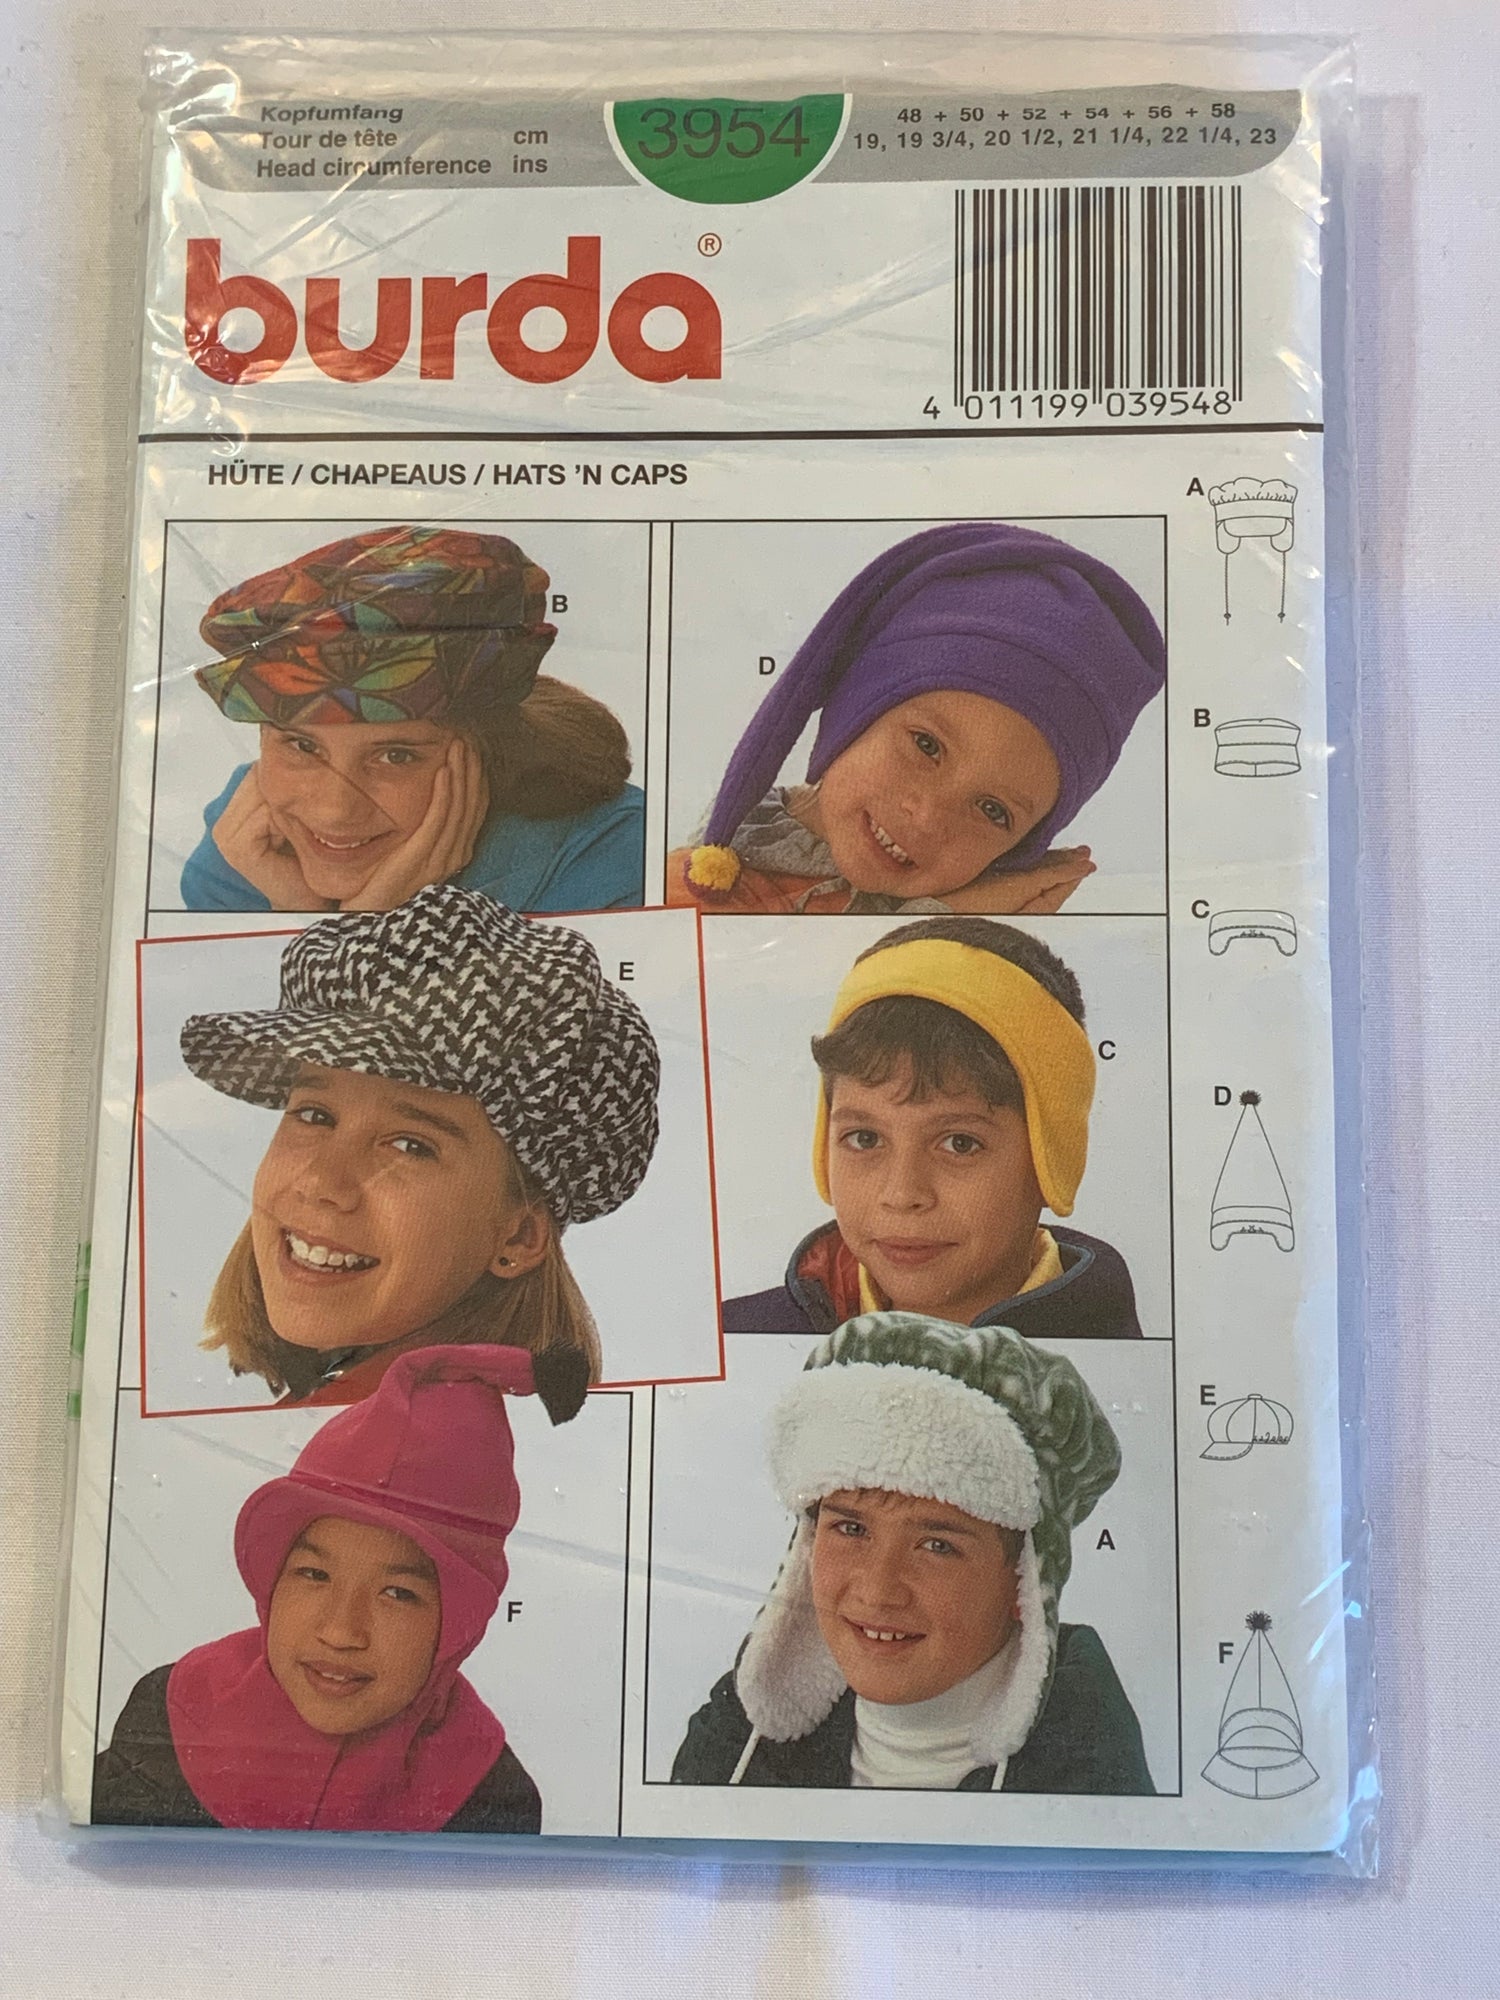 Kopfumfang
Tour de tête cm
Head circumference ins
3954
48 + 50 + 52 + 54 + 56 + 58
19, 19 3/4, 20 1/2, 21 1/4, 22 1/4, 23
burda®
4 011199 039548
HÜTE / CHAPEAUS / HATS 'N CAPS
A
B
D
B
E
C
C
D
E
A
F
F